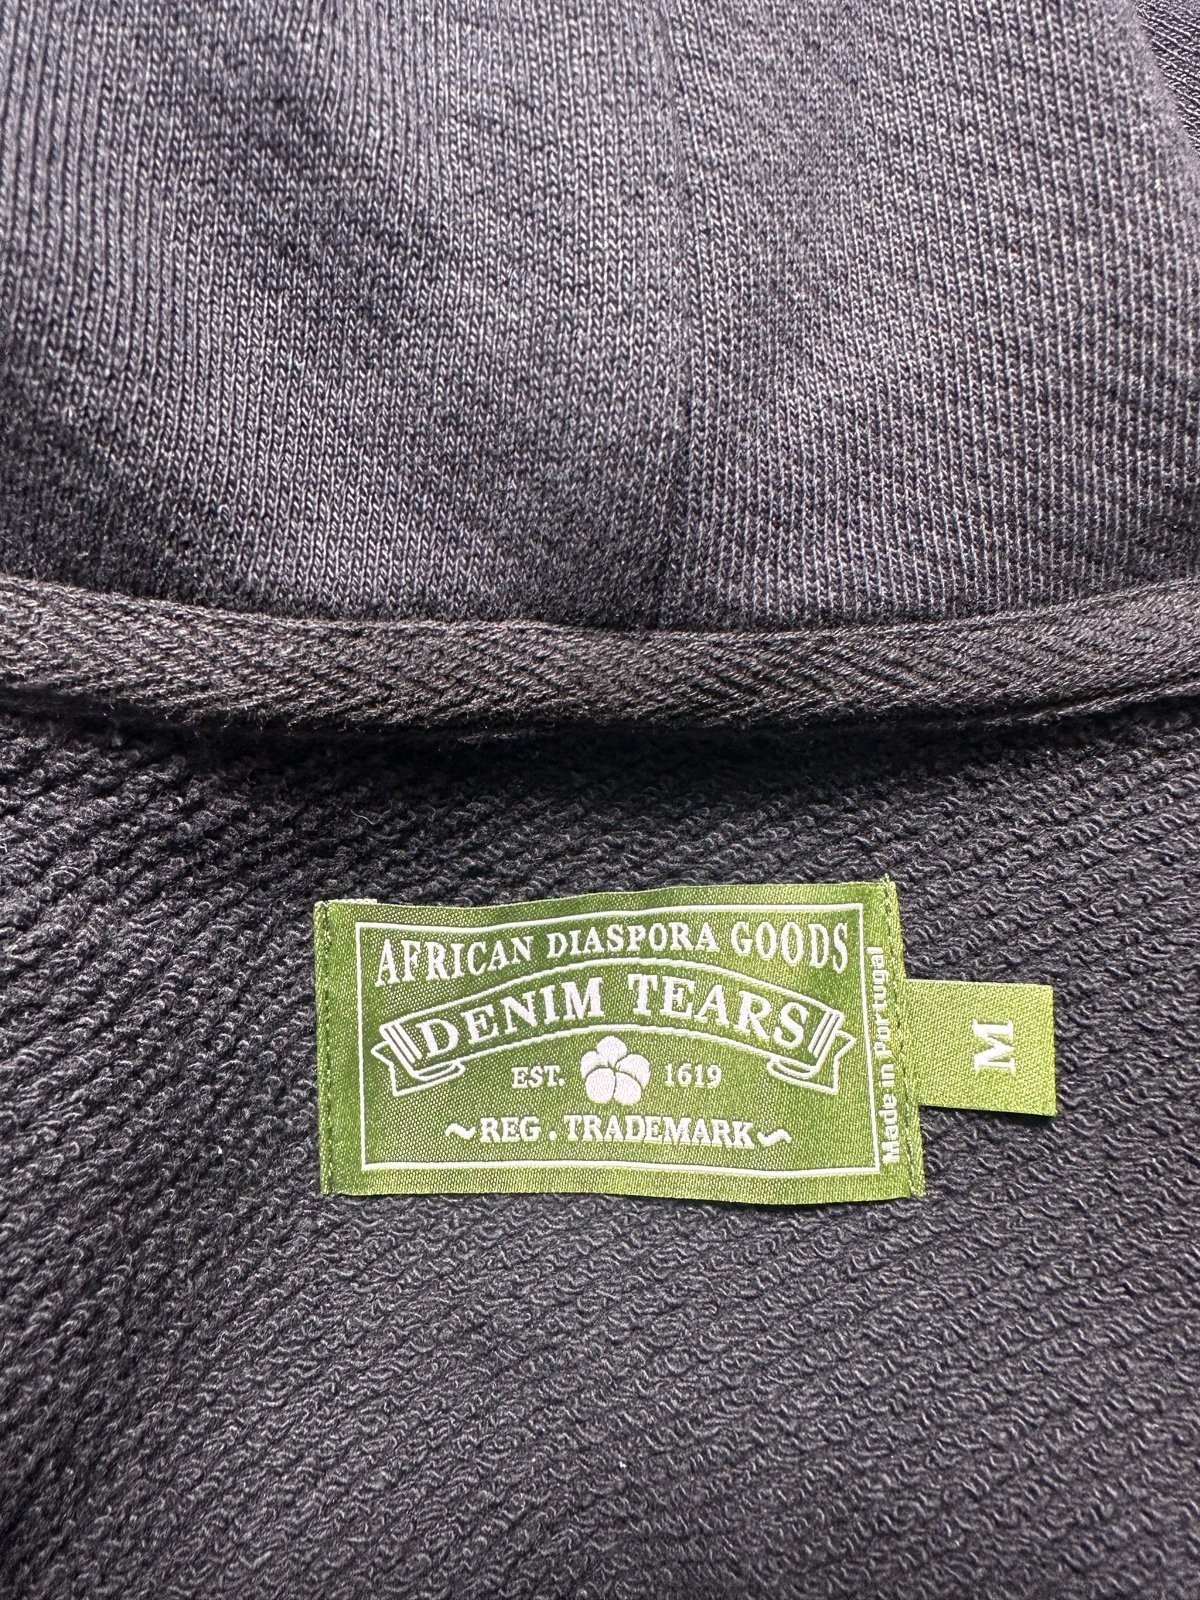 AFRICAN DIASPORA GOODS
DENIM TEARS
EST. 1619
~REG . TRADEMARK~
Made in Portugal
M